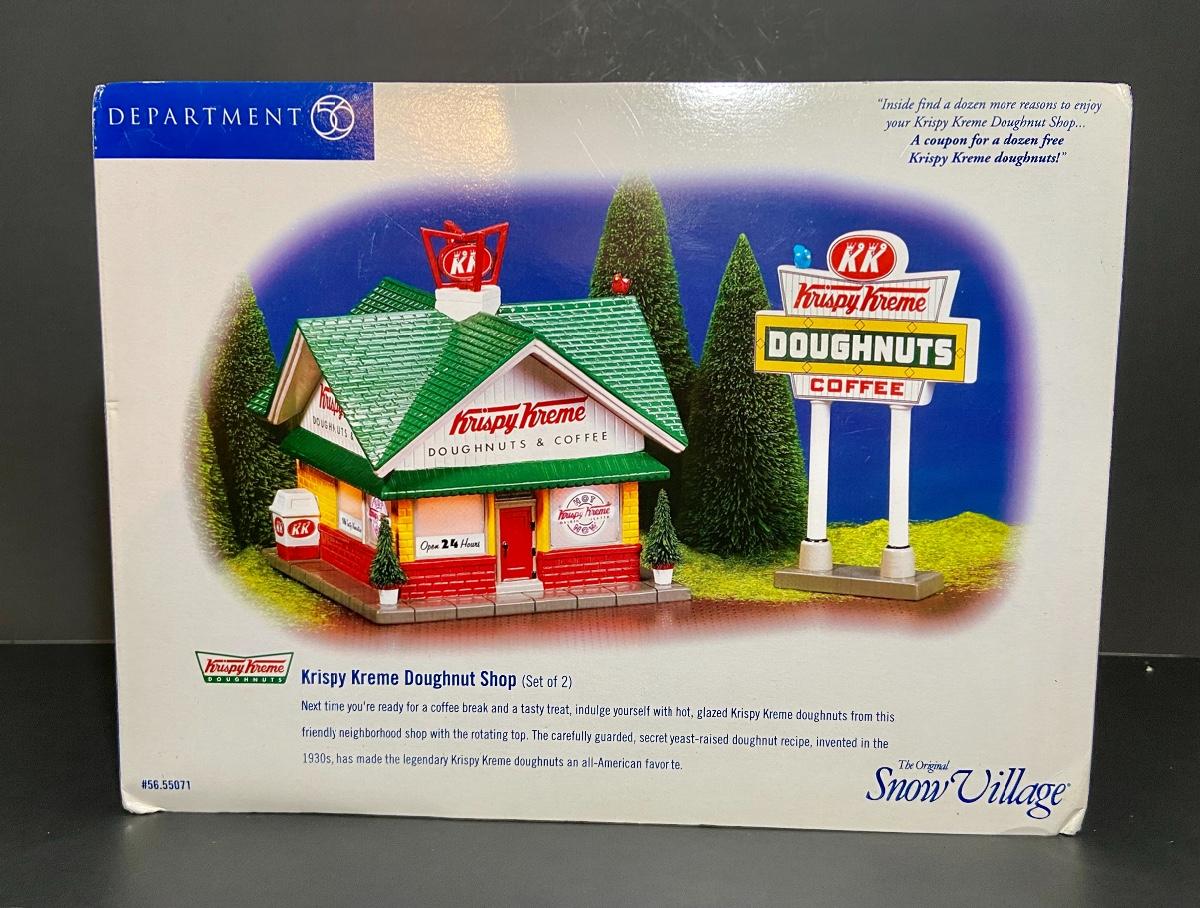 DEPARTMENT 56
"Inside find a dozen more reasons to enjoy
your Krispy Kreme Doughnut Shop...
A coupon for a dozen free
Krispy Kreme doughnuts!"
KK
KK
Krispy Kreme
DOUGHNUTS
COFFEE
Krispy
DOUGHNUTS &
Krispy Kreme
DOUGHNUTS & COFFEE
KK
Open 24 Hours
HOT
Krispy Kreme
NOW
Krispy Kreme
DOUGHNUTS
Krispy Kreme Doughnut Shop (Set of 2)
Next time you're ready for a coffee break and a tasty treat, indulge yourself with hot, glazed Krispy Kreme doughnuts from this
friendly neighborhood shop with the rotating top. The carefully guarded, secret yeast-raised doughnut recipe, invented in the
1930s, has made the legendary Krispy Kreme doughnuts an all-American favorite.
#56.55071
The Original
Snow Village®